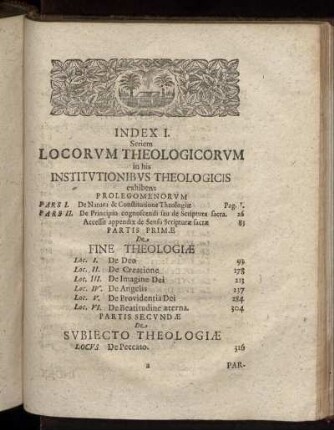 INDEX I.
Seriem
LOCORVM THEOLOGICORVM
in his
INSTITVTIONIBVS THEOLOGICIS
exhibens
PROLEGOMENORVM
PARS I. De Natura & Constitutione Theologiæ Pag.
PARS II. De Principio cognoscendi seu de Scriptura sacra. 26
Accessit appendix de Sensu Scripturæ sacræ 83
PARTIS PRIMÆ
De
FINE THEOLOGIÆ
Loc. I. De Deo
Loc. II. De Creatione 178
Loc. III. De Imagine Dei 213
Loc. IV. De Angelis 237
Loc. V. De Providentia Dei 284
Loc. VI. De Beatitudine æterna. 304
PARTIS SECVNDÆ
De
SVBIECTO THEOLOGIÆ
LOCVS De Peccato. 326
a PAR-